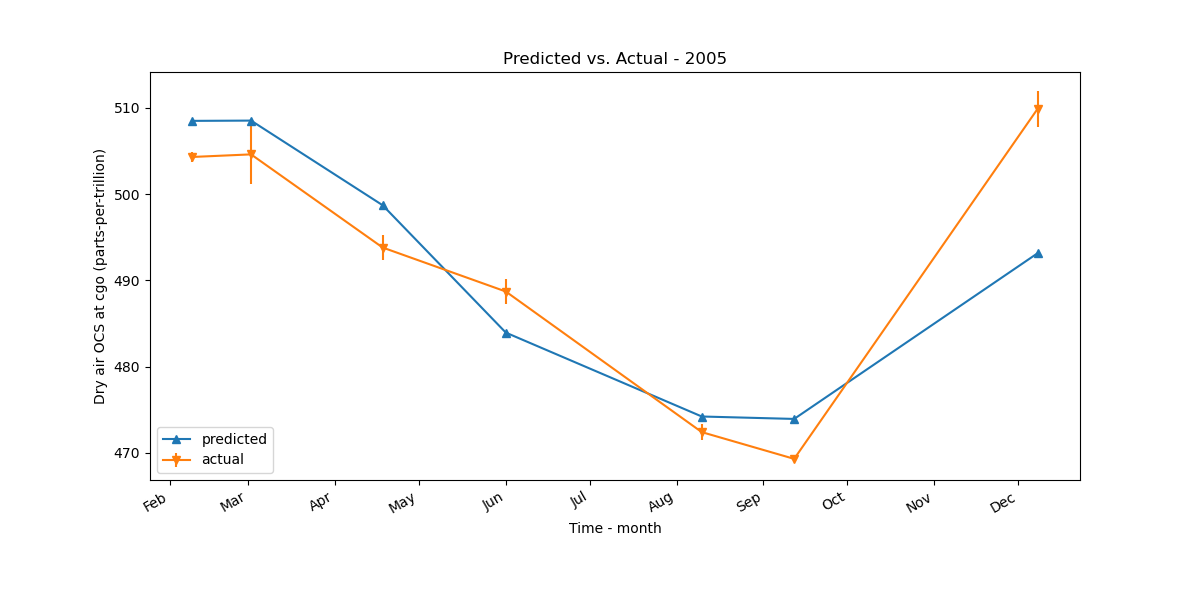 Predicted vs. Actual - 2005
Dry air OCS at cgo (parts-per-trillion)
510
500
490
480
470
predicted
actual
Feb Mar Apr May Jun Jul Aug Sep Oct Nov Dec
Time - month